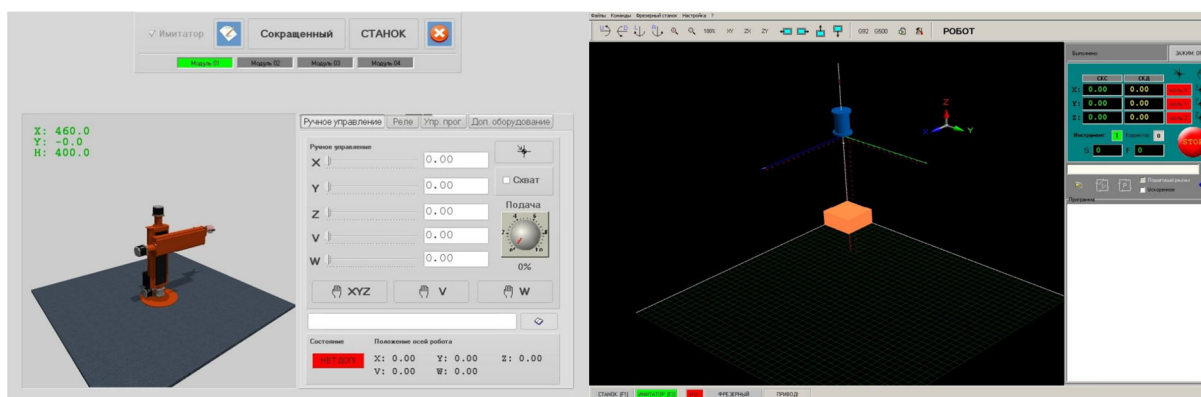 ✓ Имитатор
Сокращенный
СТАНОК
Модуль 01
Модуль 02
Модуль 03
Модуль 04
X: 460.0
Y: -0.0
H: 400.0
Ручное управление
Реле
Упр. прог.
Доп. оборудование
Ручное управление
X 0.00
Y 0.00
Z 0.00
V 0.00
W 0.00
Схват
Подача
0%
XYZ
V
W
Состояние
Положение осей робота
X: 0.00 Y: 0.00 Z: 0.00
V: 0.00 W: 0.00
Файлы Команды Фрезерный станок Настройка ?
100% XY ZX ZY G92 G500 РОБОТ
Z
X
Y
Выполнено
СКС СКД
X: 0.00 0.00
Y: 0.00 0.00
Z: 0.00 0.00
Инструмент: 1 Корректор: 0
S: 0 F: 0
Ускоренное
Программа
СТАНОК [F1] ИМИТАТОР [F2] ФРЕЗЕРНЫЙ